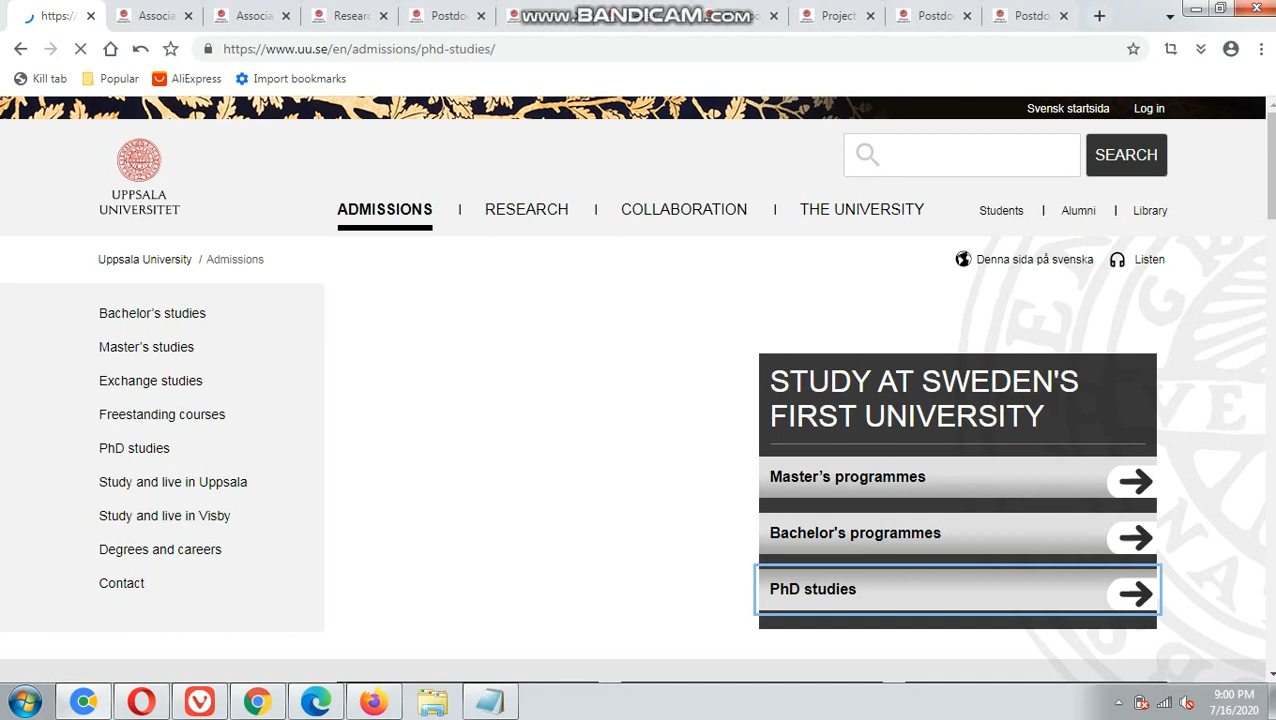 https:/
Associa
Associa
Researc
Postdo
www.BANDICAM.com
Project
Postdo
Postdo
https://www.uu.se/en/admissions/phd-studies/
Kill tab
Popular
AliExpress
Import bookmarks
Svensk startsida
Log in
SEARCH
UPPSALA
UNIVERSITET
ADMISSIONS
RESEARCH
COLLABORATION
THE UNIVERSITY
Students
Alumni
Library
Uppsala University / Admissions
Denna sida på svenska
Listen
Bachelor's studies
Master's studies
Exchange studies
Freestanding courses
PhD studies
Study and live in Uppsala
Study and live in Visby
Degrees and careers
Contact
STUDY AT SWEDEN'S
FIRST UNIVERSITY
Master's programmes
Bachelor's programmes
PhD studies
9:00 PM
7/16/2020